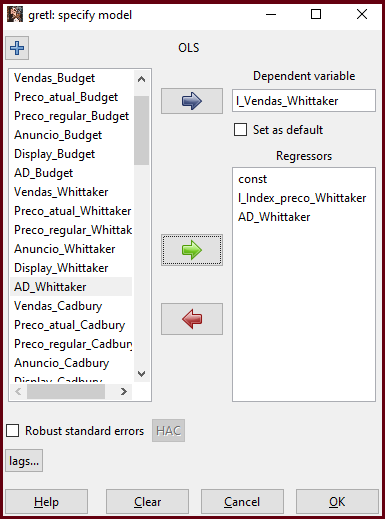 gretl: specify model
OLS
Vendas_Budget
Preco_atual_Budget
Preco_regular_Budget
Anuncio_Budget
Display_Budget
AD_Budget
Vendas_Whittaker
Preco_atual_Whittaker
Preco_regular_Whittak
Anuncio_Whittaker
Display_Whittaker
AD_Whittaker
Vendas_Cadbury
Preco_atual_Cadbury
Preco_regular_Cadbury
Anuncio_Cadbury
Display_Cadbury
Dependent variable
l_Vendas_Whittaker
Set as default
Regressors
const
l_Index_preco_Whittaker
AD_Whittaker
Robust standard errors
HAC
lags...
Help
Clear
Cancel
OK